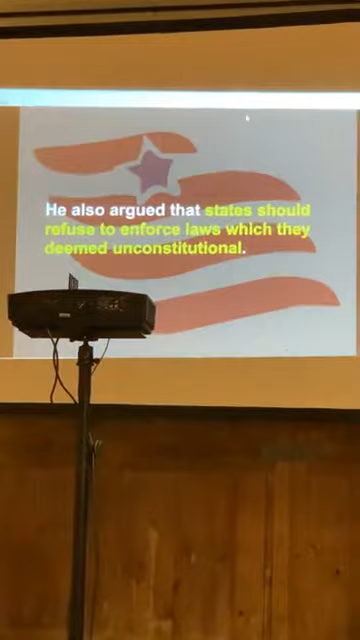 He also argued that states should
refuse to enforce laws which they
deemed unconstitutional.